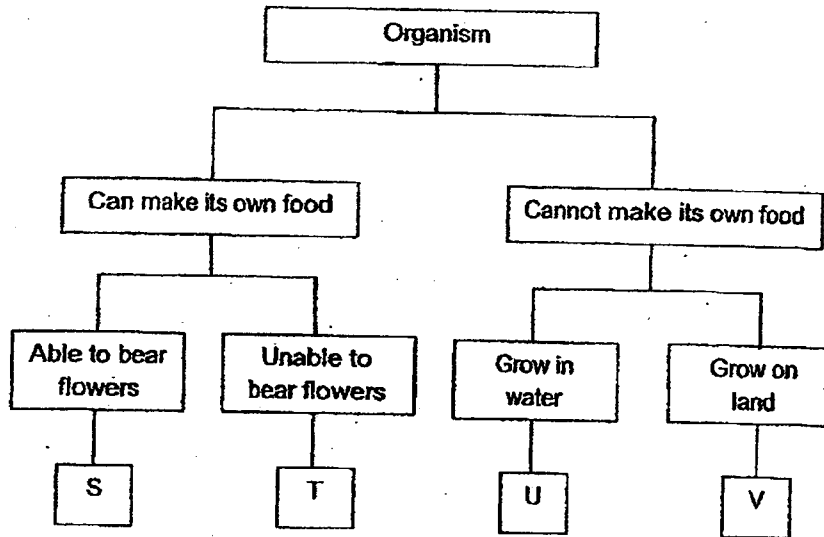 Organism
Can make its own food
Cannot make its own food
Able to bear
flowers
Unable to
bear flowers
Grow in
water
Grow on
land
S
T
U
V